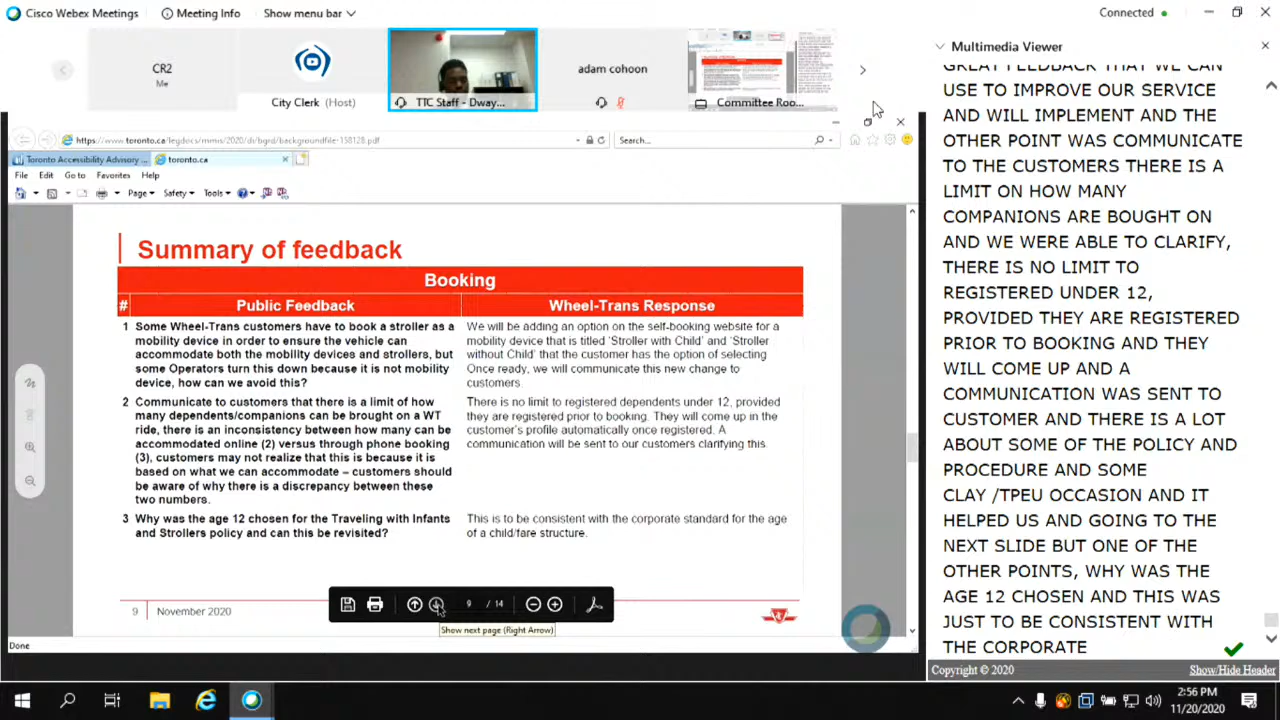 Cisco Webex Meetings
Meeting Info
Show menu bar
Connected
CR2
Me
City Clerk (Host)
TTC Staff - Dway...
adam cohoon
Committee Roo...
https://www.toronto.ca/legdocs/mms/2020/di/bgrd/backgroundfile-158128.pdf
Search...
Toronto Accessibility Advisory ...
toronto.ca
File Edit Go to Favorites Help
Page Safety Tools
Summary of feedback
Booking
# Public Feedback Wheel-Trans Response
1 Some Wheel-Trans customers have to book a stroller as a
mobility device in order to ensure the vehicle can
accommodate both the mobility devices and strollers, but
some Operators turn this down because it is not mobility
device, how can we avoid this?
We will be adding an option on the self-booking website for a
mobility device that is titled 'Stroller with Child' and 'Stroller
without Child' that the customer has the option of selecting
Once ready, we will communicate this new change to
customers.
2 Communicate to customers that there is a limit of how
many dependents/companions can be brought on a WT
ride, there is an inconsistency between how many can be
accommodated online (2) versus through phone booking
(3), customers may not realize that this is because it is
based on what we can accommodate – customers should
be aware of why there is a discrepancy between these
two numbers.
There is no limit to registered dependents under 12, provided
they are registered prior to booking. They will come up in the
customer's profile automatically once registered. A
communication will be sent to our customers clarifying this
3 Why was the age 12 chosen for the Traveling with Infants
and Strollers policy and can this be revisited?
This is to be consistent with the corporate standard for the age
of a child/fare structure.
9 November 2020
9 / 14
Show next page (Right Arrow)
Done
Multimedia Viewer
GREAT FEEDBACK THAT WE CAN
USE TO IMPROVE OUR SERVICE
AND WILL IMPLEMENT AND THE
OTHER POINT WAS COMMUNICATE
TO THE CUSTOMERS THERE IS A
LIMIT ON HOW MANY
COMPANIONS ARE BOUGHT ON
AND WE WERE ABLE TO CLARIFY,
THERE IS NO LIMIT TO
REGISTERED UNDER 12,
PROVIDED THEY ARE REGISTERED
PRIOR TO BOOKING AND THEY
WILL COME UP AND A
COMMUNICATION WAS SENT TO
CUSTOMER AND THERE IS A LOT
ABOUT SOME OF THE POLICY AND
PROCEDURE AND SOME
CLAY /TPEU OCCASION AND IT
HELPED US AND GOING TO THE
NEXT SLIDE BUT ONE OF THE
OTHER POINTS, WHY WAS THE
AGE 12 CHOSEN AND THIS WAS
JUST TO BE CONSISTENT WITH
THE CORPORATE
Copyright © 2020
Show/Hide Header
2:56 PM
11/20/2020